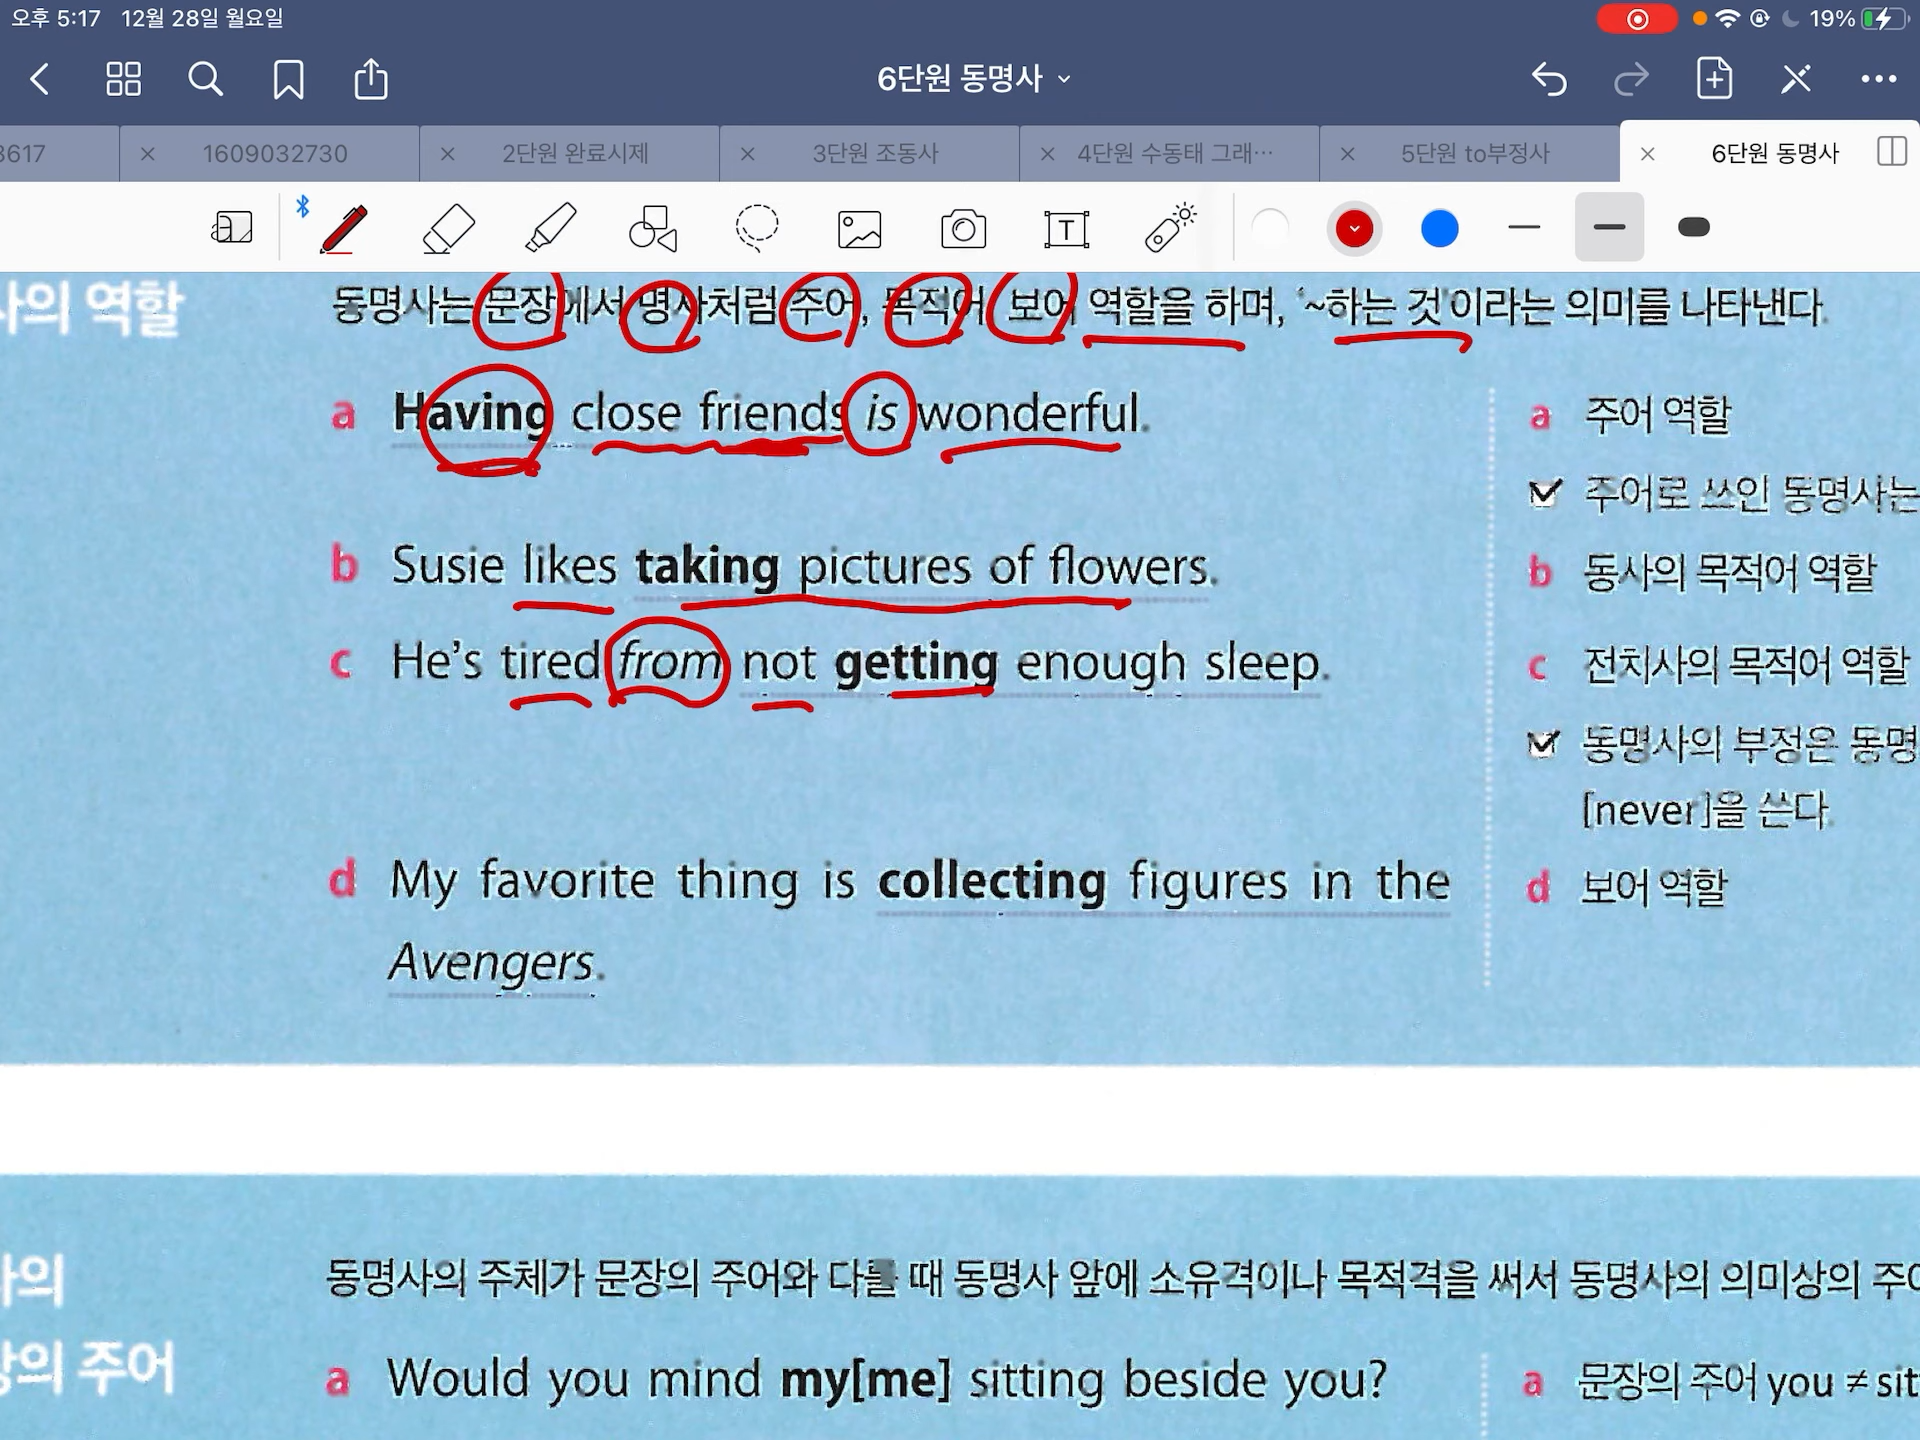 오후 5:17 12월 28일 월요일 19%
6단원 동명사
3617 1609032730 2단원 완료시제 3단원 조동사 4단원 수동태 그래… 5단원 to부정사 6단원 동명사
사의 역할 동명사는 문장에서 명사처럼 주어, 목적어, 보어 역할을 하며, '~하는 것'이라는 의미를 나타낸다.
a Having close friends is wonderful. a 주어 역할
주어로 쓰인 동명사는
b Susie likes taking pictures of flowers. b 동사의 목적어 역할
c He's tired from not getting enough sleep. c 전치사의 목적어 역할
동명사의 부정은 동명
[never]을 쓴다.
d My favorite thing is collecting figures in the d 보어 역할
Avengers.
사의 동명사의 주체가 문장의 주어와 다를 때 동명사 앞에 소유격이나 목적격을 써서 동명사의 의미상의 주어
상의 주어
a Would you mind my[me] sitting beside you? a 문장의 주어 you ≠ sit